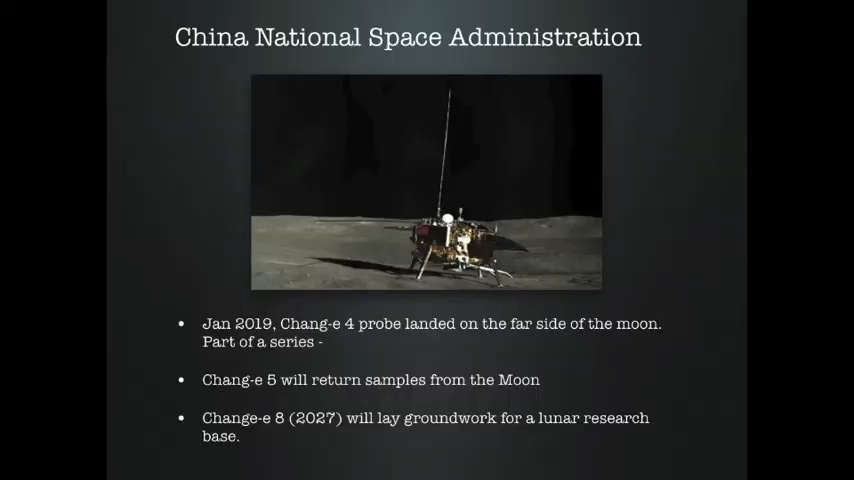 China National Space Administration
• Jan 2019, Chang-e 4 probe landed on the far side of the moon.
Part of a series -
• Chang-e 5 will return samples from the Moon
• Change-e 8 (2027) will lay groundwork for a lunar research
base.